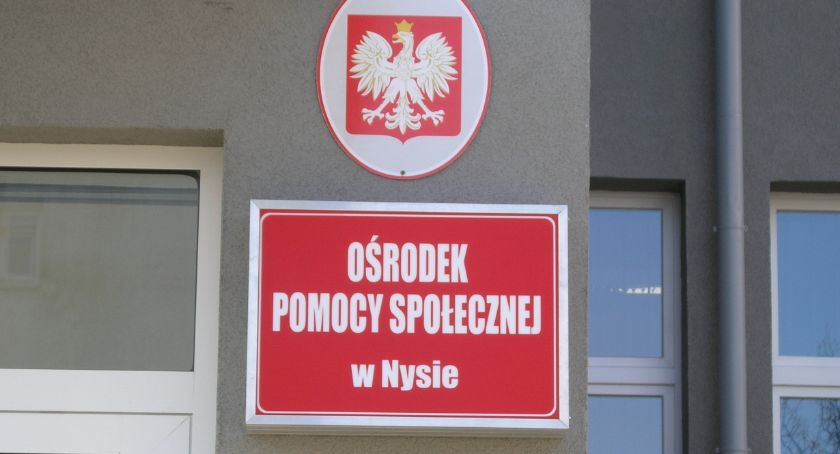 OŚRODEK
POMOCY SPOŁECZNEJ
w Nysie